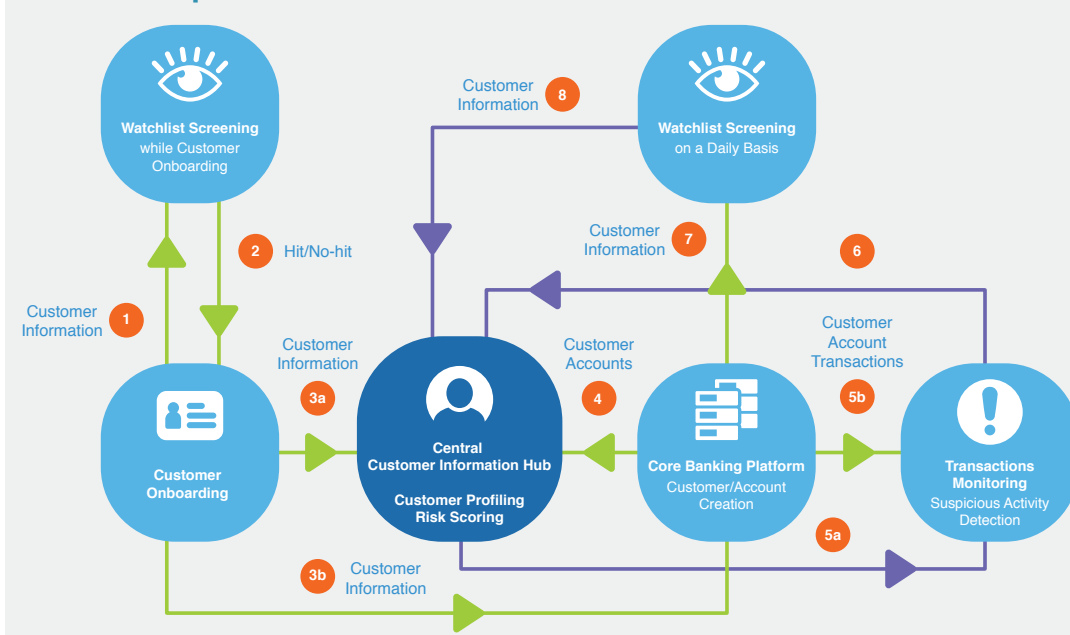 Watchlist Screening
while Customer
Onboarding
Customer
Information
8
Watchlist Screening
on a Daily Basis
2
Hit/No-hit
Customer
Information
7
6
Customer
Information
1
Customer
Information
3a
Customer
Accounts
4
Customer
Account
Transactions
5b
Customer
Onboarding
Central
Customer Information Hub
Customer Profiling
Risk Scoring
Core Banking Platform
Customer/Account
Creation
Transactions
Monitoring
Suspicious Activity
Detection
5a
3b
Customer
Information